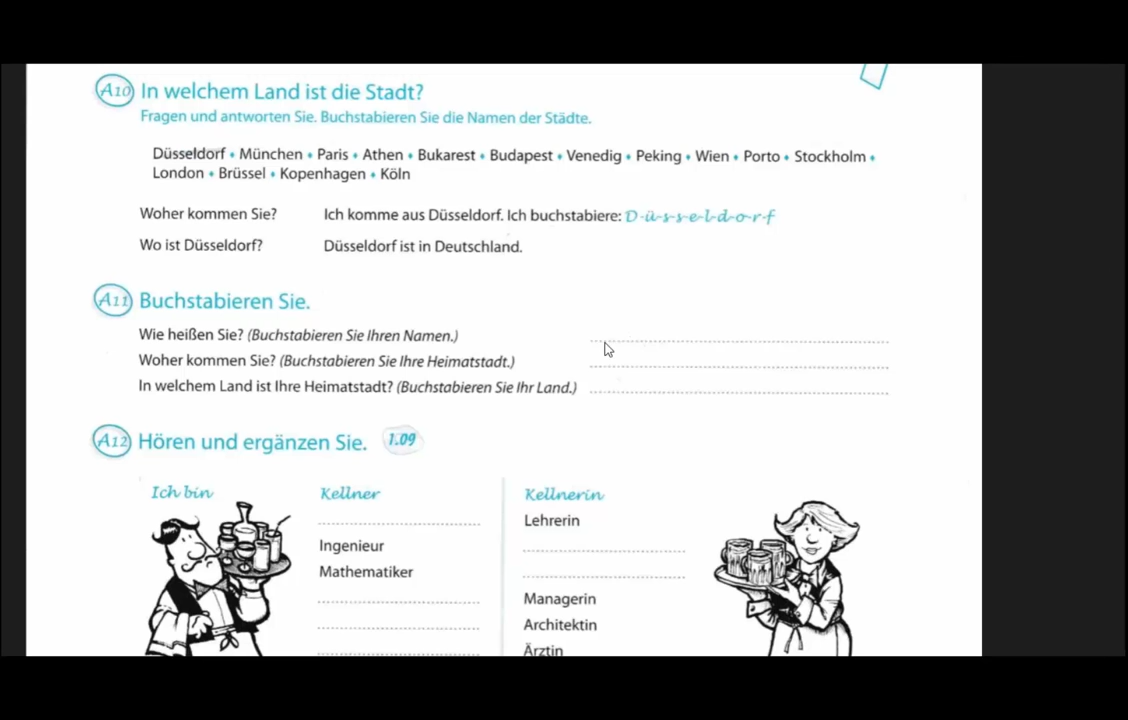 A10 In welchem Land ist die Stadt?
Fragen und antworten Sie. Buchstabieren Sie die Namen der Städte.
Düsseldorf • München • Paris • Athen • Bukarest • Budapest • Venedig • Peking • Wien • Porto • Stockholm •
London • Brüssel • Kopenhagen • Köln
Woher kommen Sie? Ich komme aus Düsseldorf. Ich buchstabiere: D-ü-s-s-e-l-d-o-r-f
Wo ist Düsseldorf? Düsseldorf ist in Deutschland.
A11 Buchstabieren Sie.
Wie heißen Sie? (Buchstabieren Sie Ihren Namen.)
Woher kommen Sie? (Buchstabieren Sie Ihre Heimatstadt.)
In welchem Land ist Ihre Heimatstadt? (Buchstabieren Sie Ihr Land.)
A12 Hören und ergänzen Sie. 1.09
Ich bin Kellner Kellnerin
Lehrerin
Ingenieur
Mathematiker
Managerin
Architektin
Ärztin